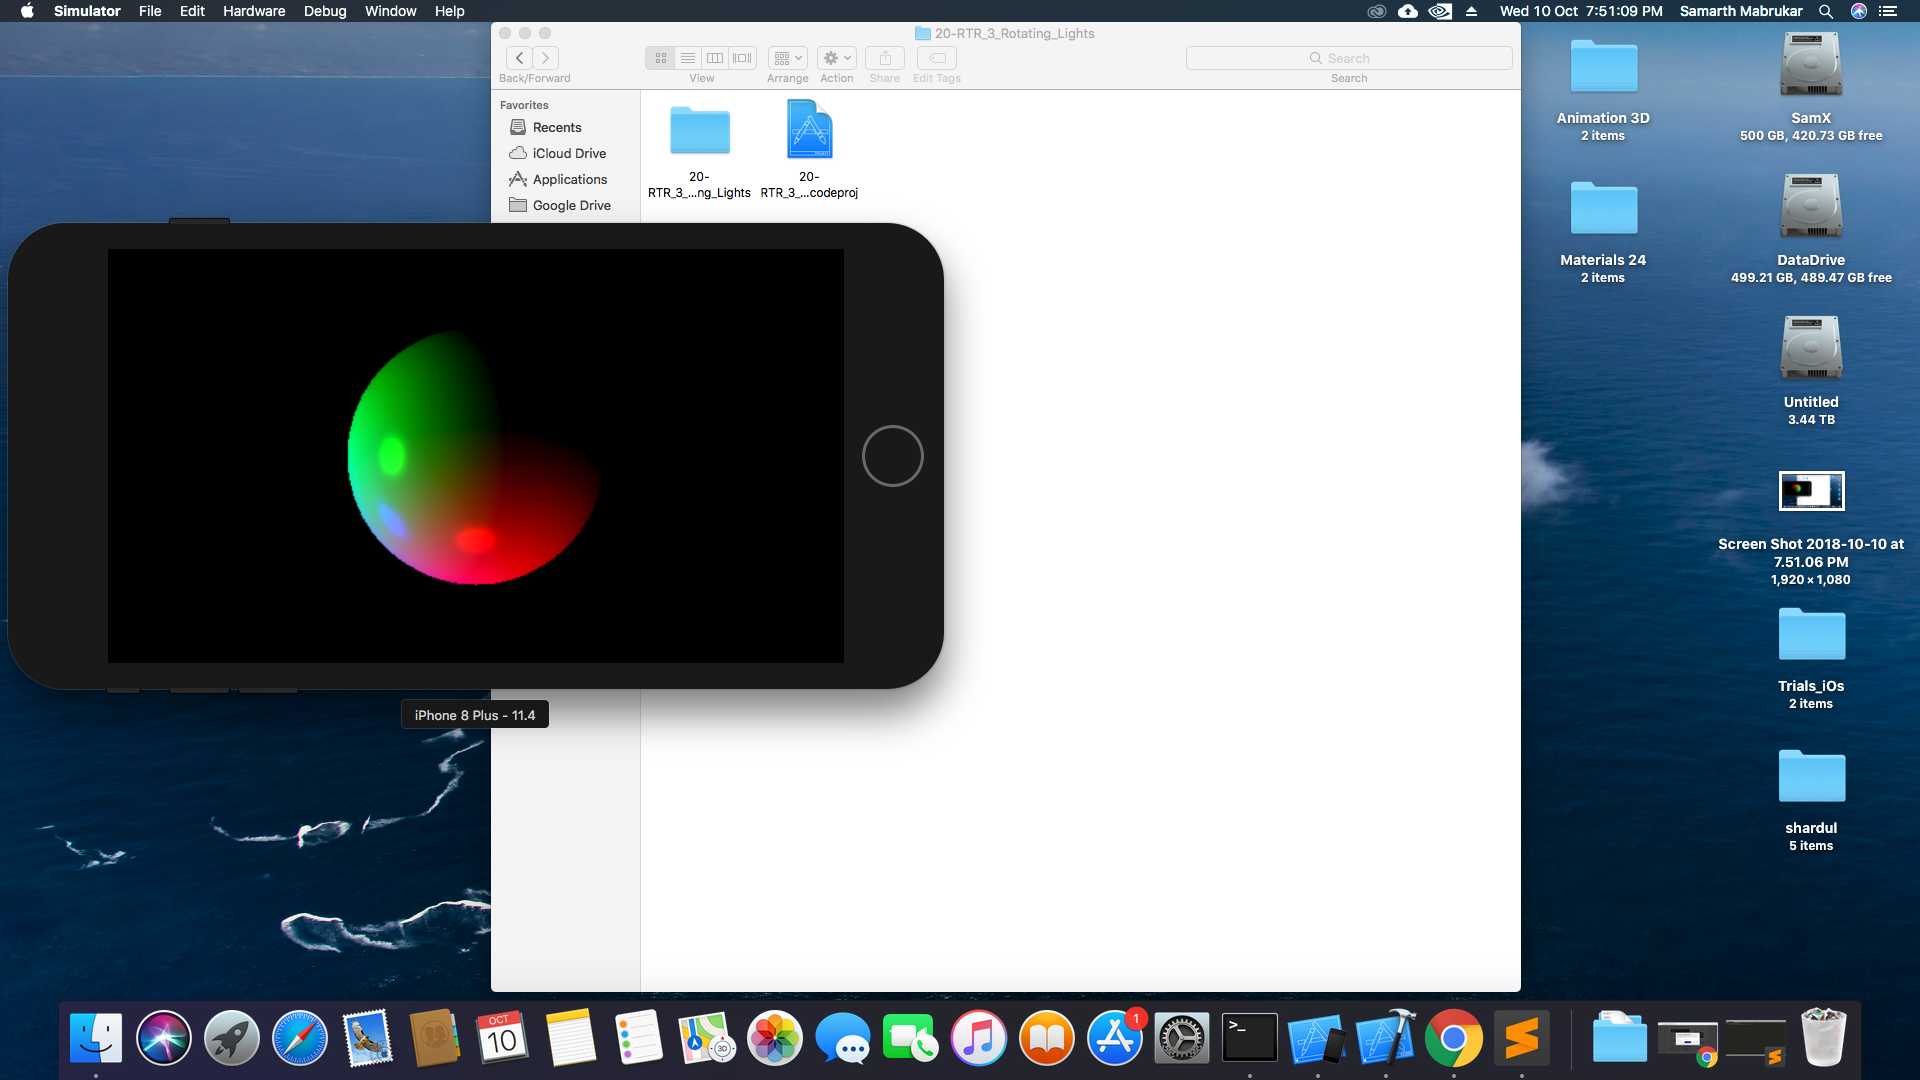 Simulator File Edit Hardware Debug Window Help
Wed 10 Oct 7:51:09 PM Samarth Mabrukar
20-RTR_3_Rotating_Lights
Search
Back/Forward View Arrange Action Share Edit Tags Search
Favorites
Recents
iCloud Drive
Applications
Google Drive
20-
RTR_3_...ng_Lights
20-
RTR_3_...codeproj
iPhone 8 Plus - 11.4
Animation 3D
2 items
Materials 24
2 items
SamX
500 GB, 420.73 GB free
DataDrive
499.21 GB, 489.47 GB free
Untitled
3.44 TB
Screen Shot 2018-10-10 at
7.51.06 PM
1,920 × 1,080
Trials_iOs
2 items
shardul
5 items
OCT
10
3D
1
>_